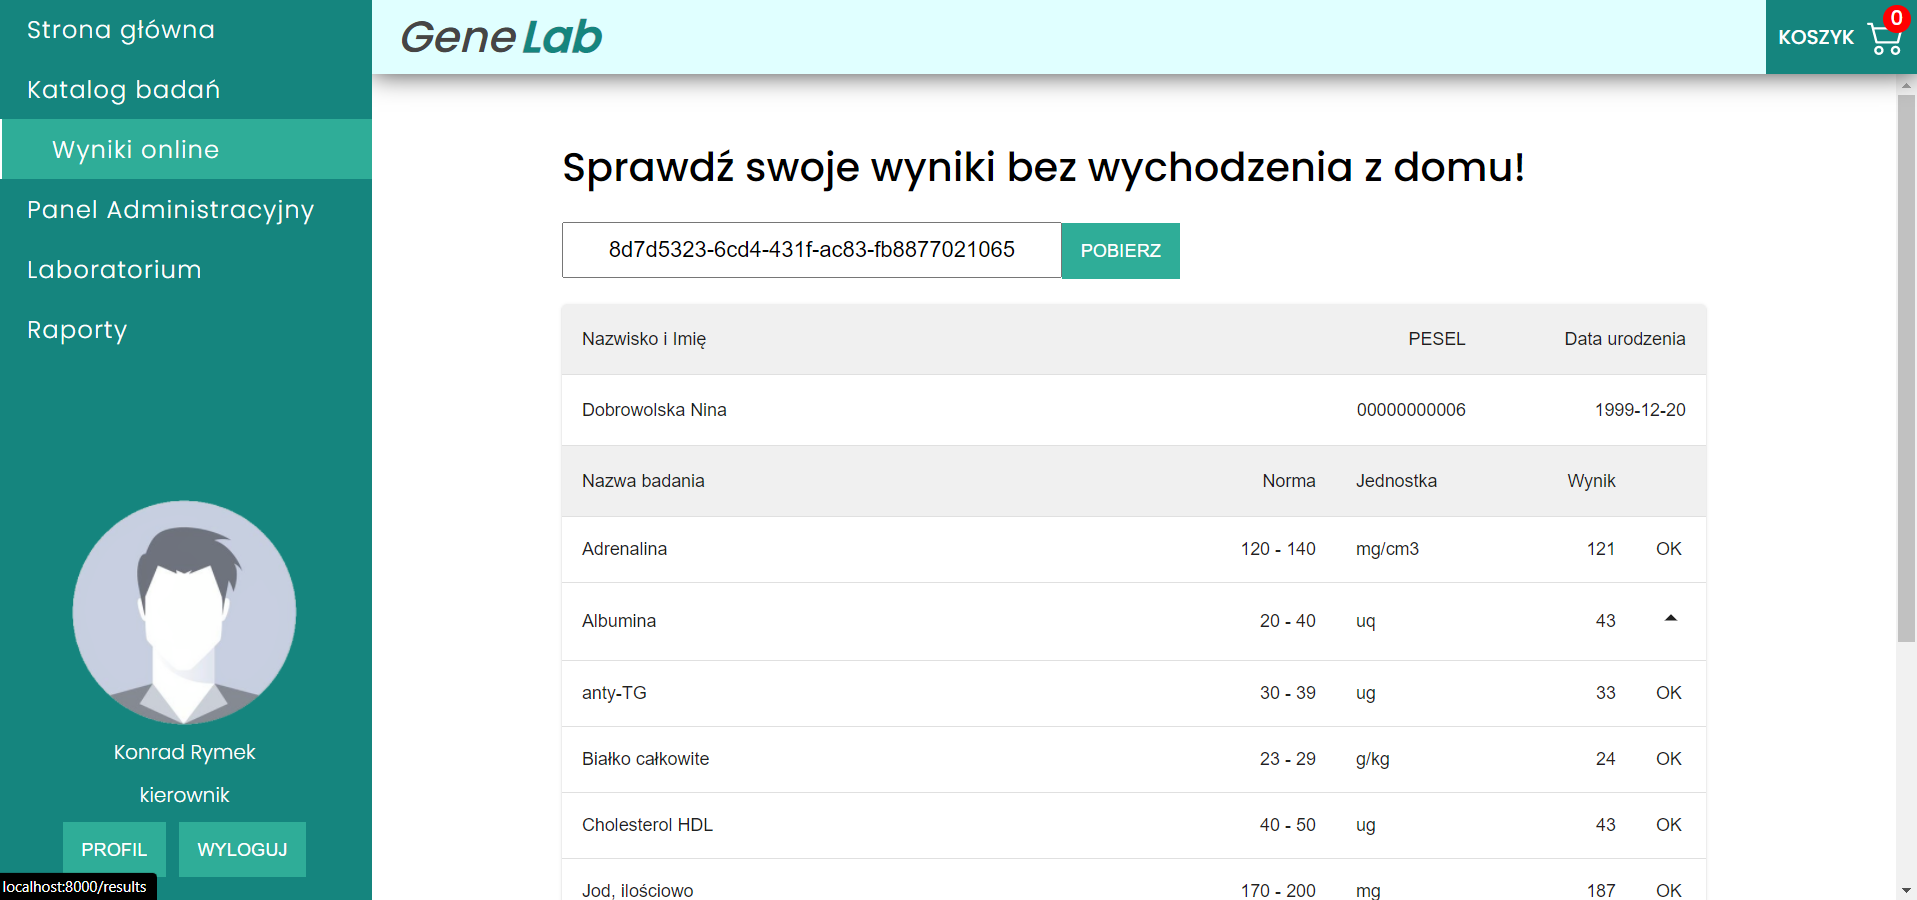 Strona główna
Katalog badań
Wyniki online
Panel Administracyjny
Laboratorium
Raporty
Konrad Rymek
kierownik
PROFIL WYLOGUJ
localhost:8000/results
Gene Lab
KOSZYK 0
Sprawdź swoje wyniki bez wychodzenia z domu!
8d7d5323-6cd4-431f-ac83-fb8877021065 POBIERZ
Nazwisko i Imię PESEL Data urodzenia
Dobrowolska Nina 00000000006 1999-12-20
Nazwa badania Norma Jednostka Wynik
Adrenalina 120 - 140 mg/cm3 121 OK
Albumina 20 - 40 uq 43
anty-TG 30 - 39 ug 33 OK
Białko całkowite 23 - 29 g/kg 24 OK
Cholesterol HDL 40 - 50 ug 43 OK
Jod, ilościowo 170 - 200 mg 187 OK